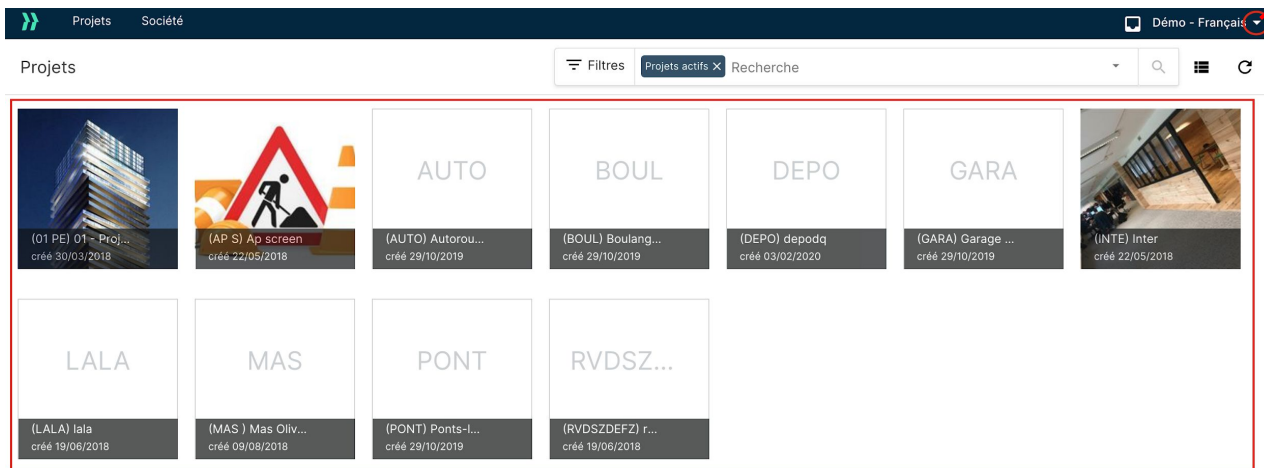 Projets Société Démo - Français
Projets Filtres Projets actifs X Recherche
AUTO BOUL DEPO GARA
(01 PE) 01 - Proj... (AP S) Ap screen (AUTO) Autorou... (BOUL) Boulang... (DEPO) depodq (GARA) Garage ... (INTE) Inter
créé 30/03/2018 créé 22/05/2018 créé 29/10/2019 créé 29/10/2019 créé 03/02/2020 créé 29/10/2019 créé 22/05/2018
LALA MAS PONT RVDSZ...
(LALA) lala (MAS ) Mas Oliv... (PONT) Ponts-l... (RVDSZDEFZ) r...
créé 19/06/2018 créé 09/08/2018 créé 29/10/2019 créé 19/06/2018